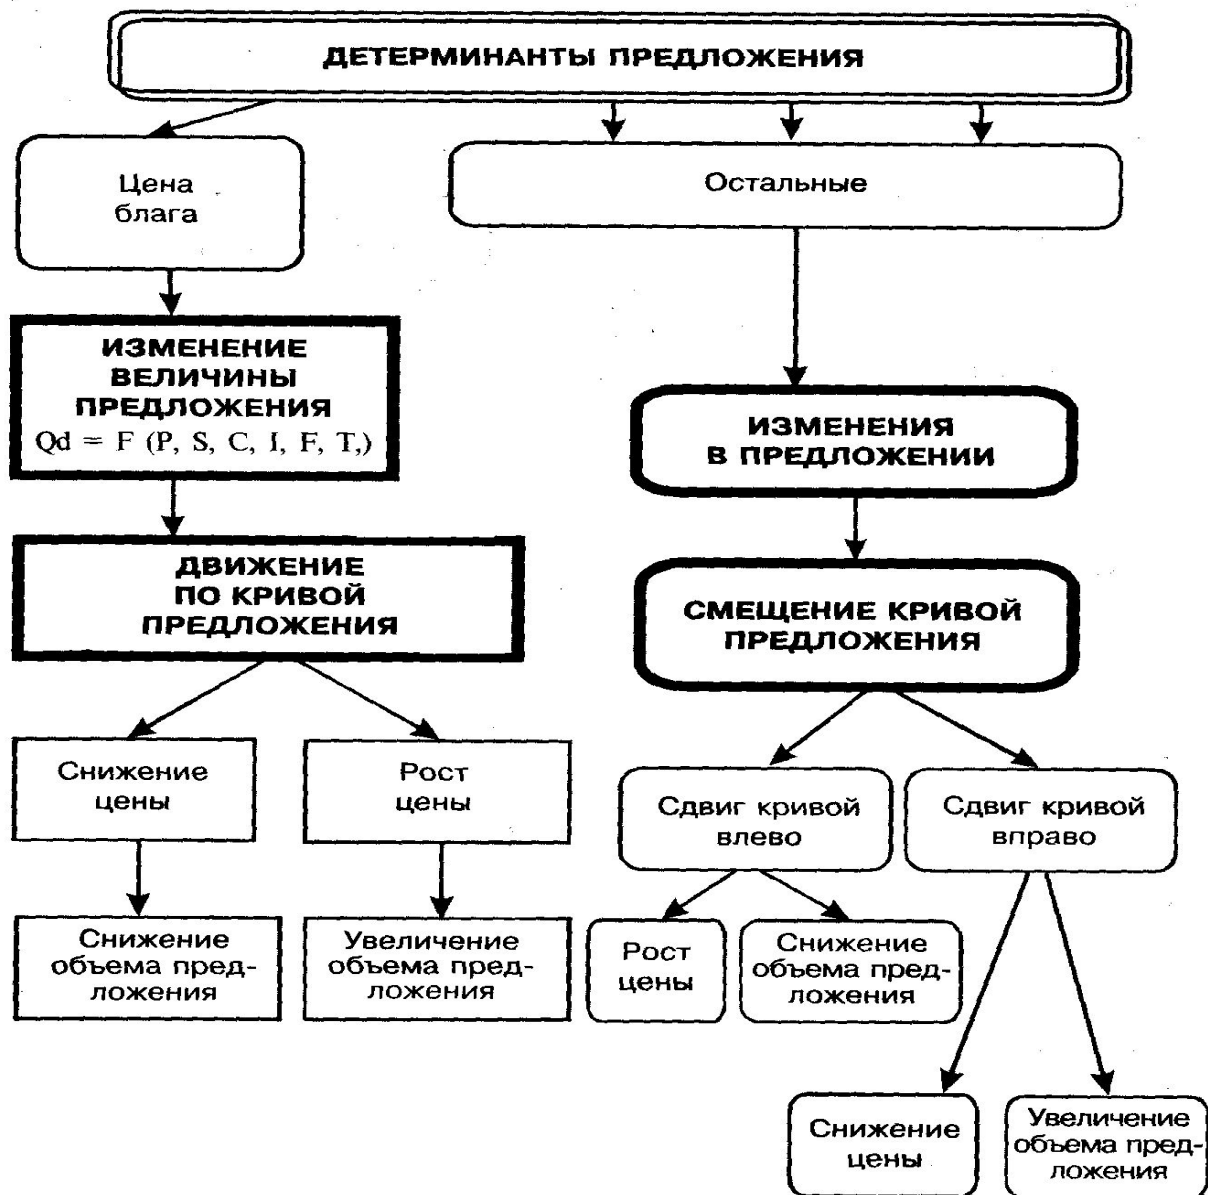 ДЕТЕРМИНАНТЫ ПРЕДЛОЖЕНИЯ
Цена
блага
Остальные
ИЗМЕНЕНИЕ
ВЕЛИЧИНЫ
ПРЕДЛОЖЕНИЯ
Qd = F (P, S, C, I, F, T,)
ИЗМЕНЕНИЯ
В ПРЕДЛОЖЕНИИ
ДВИЖЕНИЕ
ПО КРИВОЙ
ПРЕДЛОЖЕНИЯ
СМЕЩЕНИЕ КРИВОЙ
ПРЕДЛОЖЕНИЯ
Снижение
цены
Рост
цены
Сдвиг кривой
влево
Сдвиг кривой
вправо
Снижение
объема пред-
ложения
Увеличение
объема пред-
ложения
Рост
цены
Снижение
объема пред-
ложения
Снижение
цены
Увеличение
объема пред-
ложения